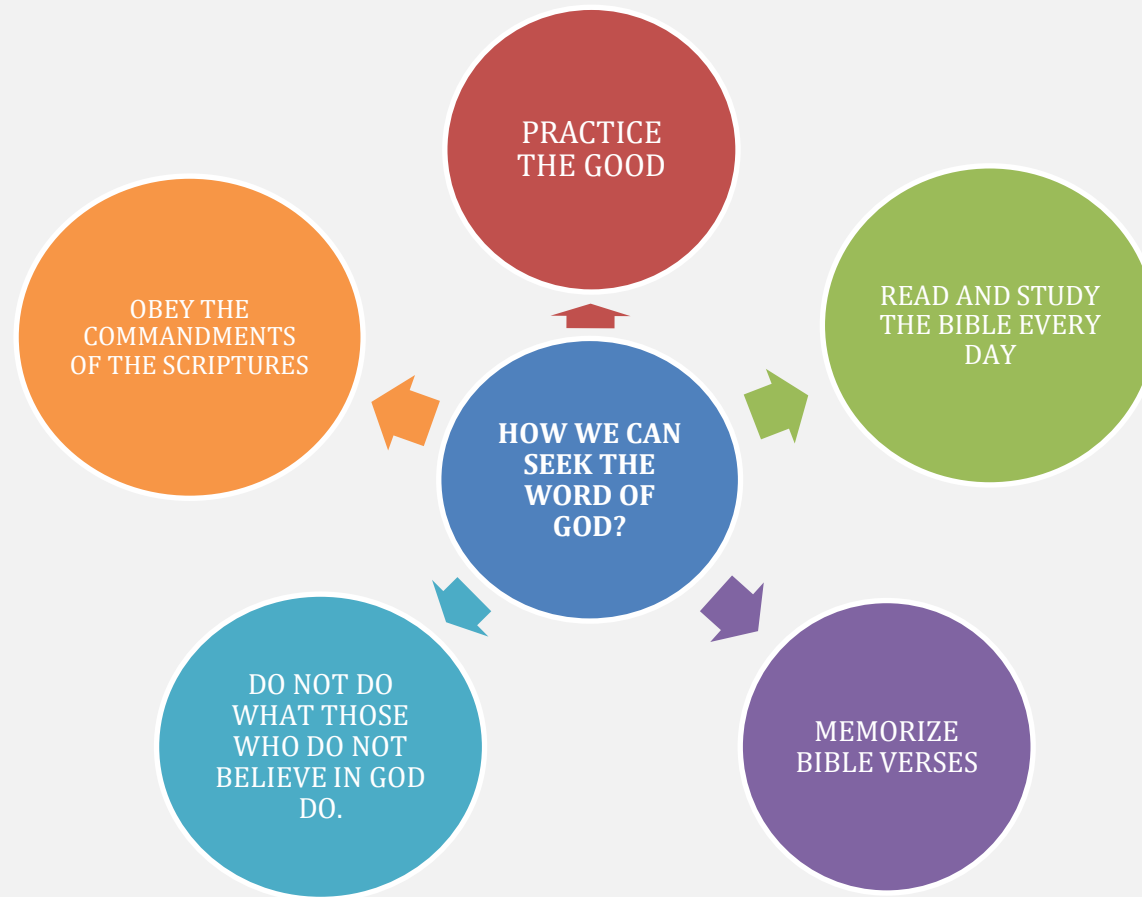 PRACTICE
THE GOOD
READ AND STUDY
THE BIBLE EVERY
DAY
MEMORIZE
BIBLE VERSES
DO NOT DO
WHAT THOSE
WHO DO NOT
BELIEVE IN GOD
DO.
OBEY THE
COMMANDMENTS
OF THE SCRIPTURES
HOW WE CAN
SEEK THE
WORD OF
GOD?